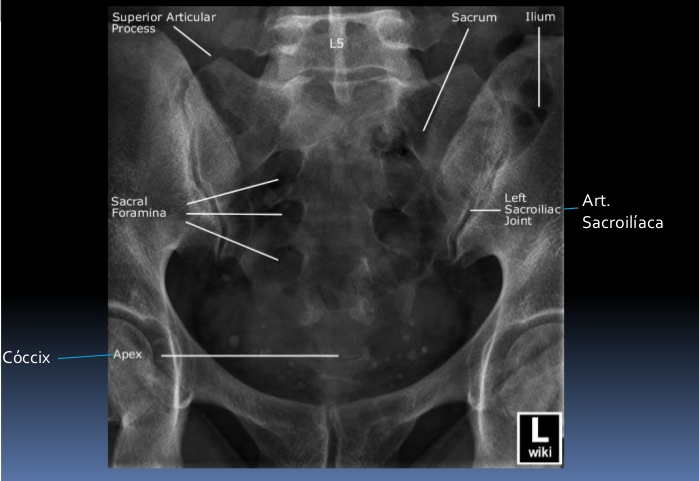 Superior Articular
Process
L5
Sacrum
Ilium
Sacral
Foramina
Left
Sacroiliac
Joint
Art.
Sacroilíaca
Cóccix
Apex
L
wiki